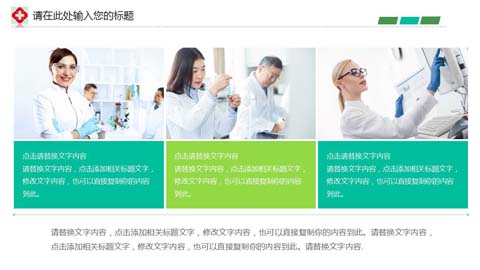 请在此处输入您的标题
点击请替换文字内容
请替换文字内容，点击添加相关标题文字，
修改文字内容，也可以直接复制你的内容
到此。
点击请替换文字内容
请替换文字内容，点击添加相关标题文字，
修改文字内容，也可以直接复制你的内容
到此。
点击请替换文字内容
请替换文字内容，点击添加相关标题文字，
修改文字内容，也可以直接复制你的内容
到此。
请替换文字内容，点击添加相关标题文字，修改文字内容，也可以直接复制你的内容到此。请替换文字内容，
点击添加相关标题文字，修改文字内容，也可以直接复制你的内容到此。请替换文字内容.